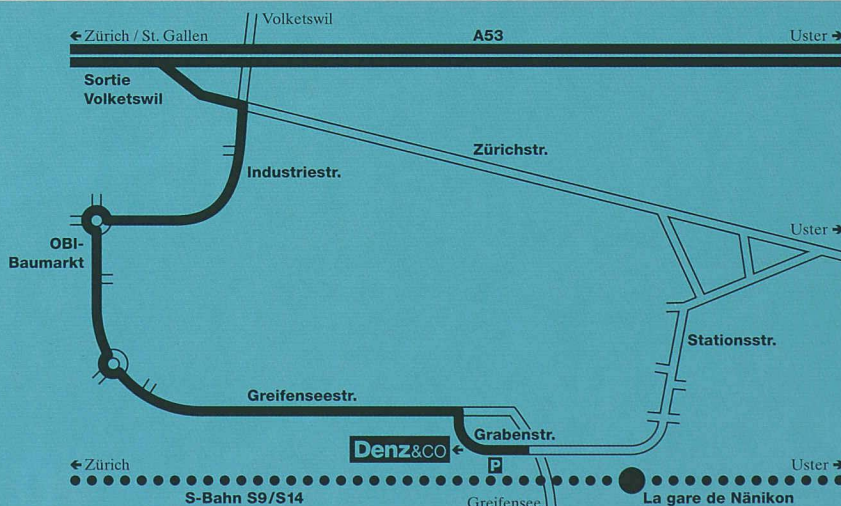 Volketswil
← Zürich / St. Gallen
A53
Uster →
Sortie
Volketswil
Zürichstr.
Industriestr.
Uster →
OBI-
Baumarkt
Stationsstr.
Greifenseestr.
Grabenstr.
Denz&CO ←
P
← Zürich
Uster →
S-Bahn S9/S14
Greifensee
La gare de Nänikon